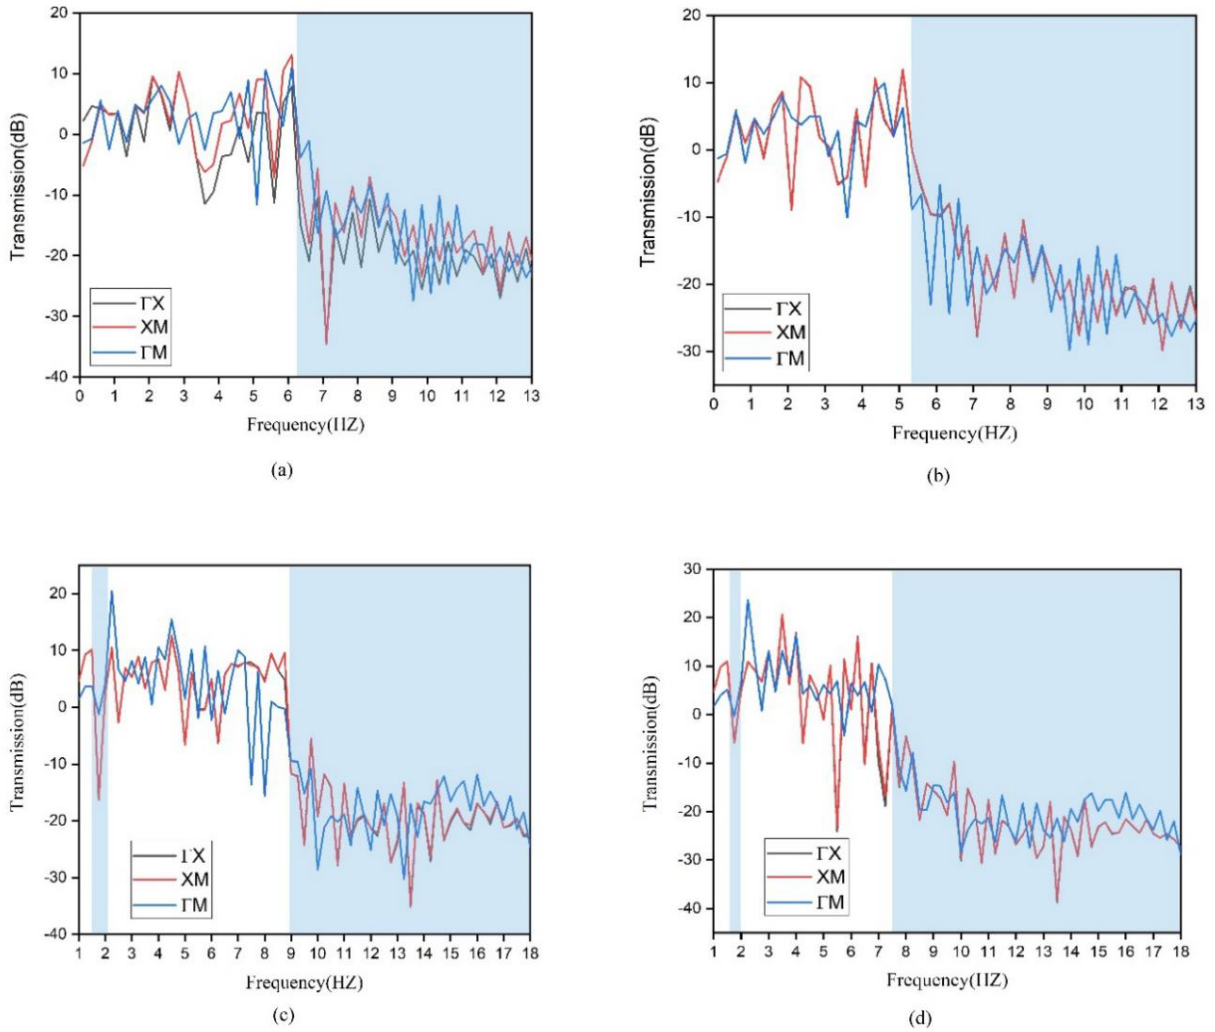 20
10
0
-10
-20
-30
-40
Transmission(dB)
ΓX
XM
ΓM
0 1 2 3 4 5 6 7 8 9 10 11 12 13
Frequency(HZ)
(a)
20
10
0
-10
-20
-30
Transmission(dB)
ΓX
XM
ΓM
0 1 2 3 4 5 6 7 8 9 10 11 12 13
Frequency(HZ)
(b)
20
10
0
-10
-20
-30
-40
Transmission(dB)
ΓX
XM
ΓM
1 2 3 4 5 6 7 8 9 10 11 12 13 14 15 16 17 18
Frequency(HZ)
(c)
30
20
10
0
-10
-20
-30
-40
Transmission(dB)
ΓX
XM
ΓM
1 2 3 4 5 6 7 8 9 10 11 12 13 14 15 16 17 18
Frequency(HZ)
(d)